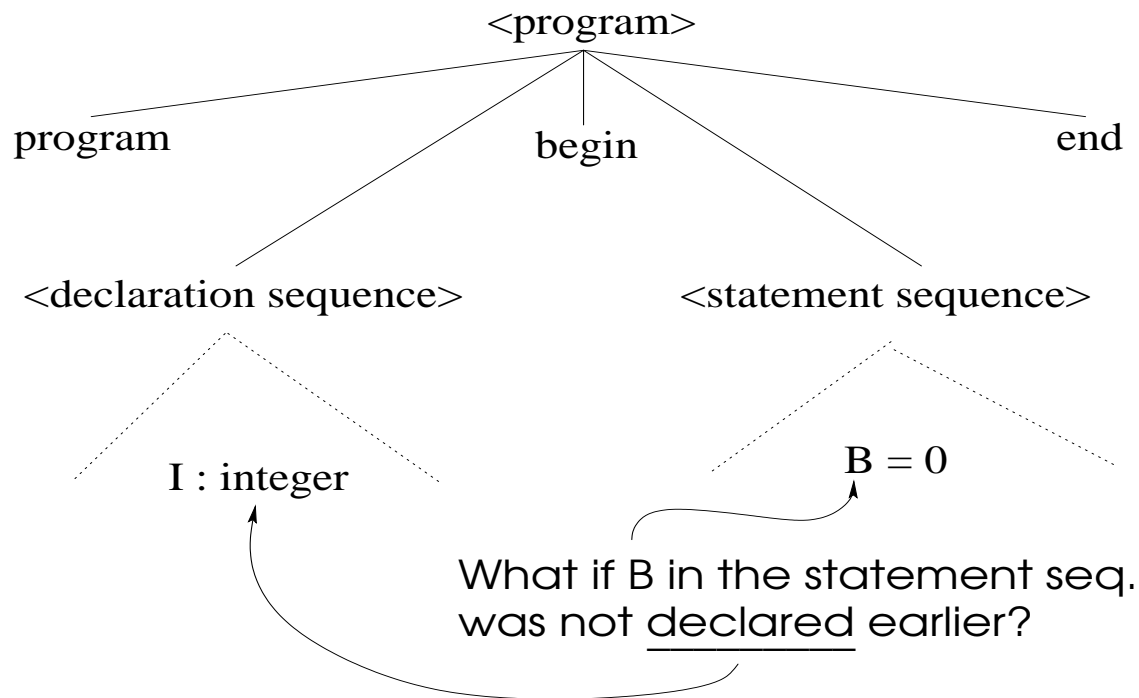 <program>
program
begin
end
<declaration sequence>
<statement sequence>
I : integer
B = 0
What if B in the statement seq.
was not declared earlier?